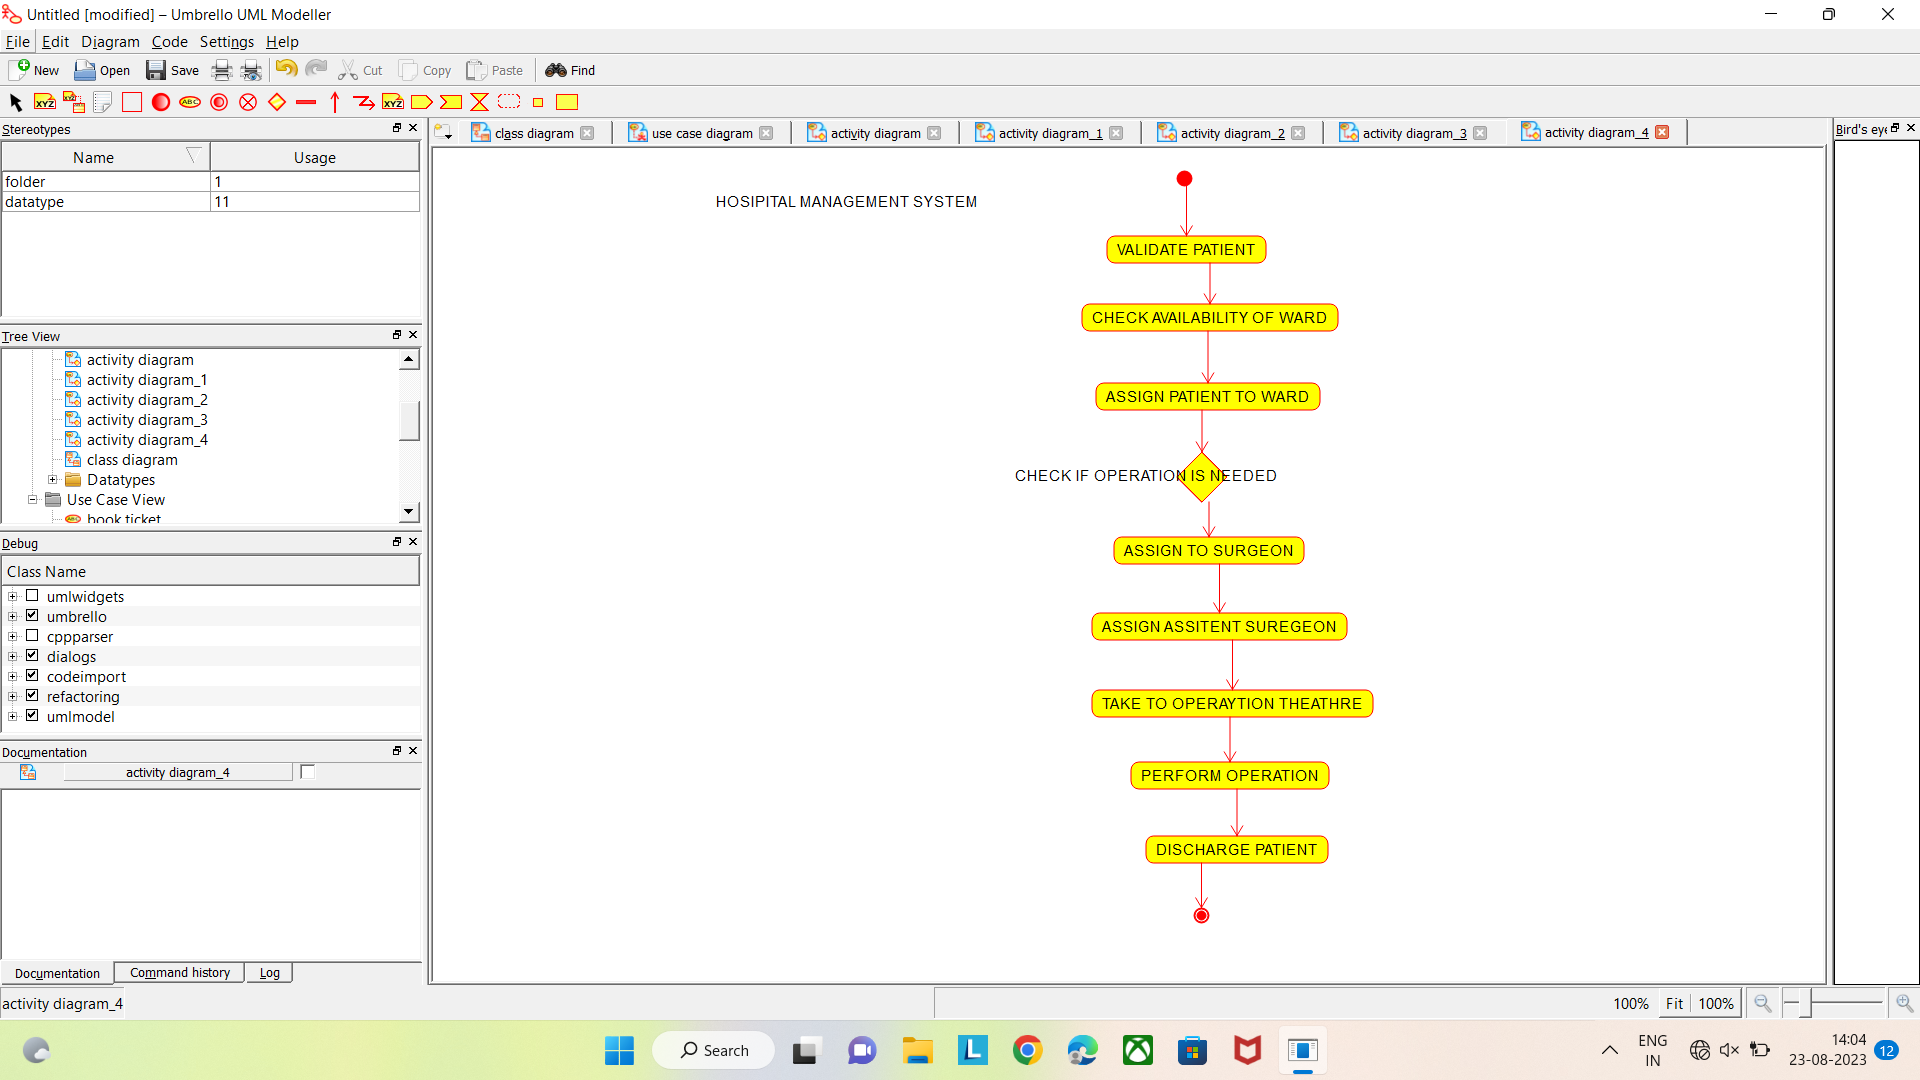 Untitled [modified] – Umbrello UML Modeller
File Edit Diagram Code Settings Help
New Open Save Cut Copy Paste Find
XYZ XYZ ABC XYZ
Stereotypes
Name Usage
folder 1
datatype 11
Tree View
activity diagram
activity diagram_1
activity diagram_2
activity diagram_3
activity diagram_4
class diagram
Datatypes
Use Case View
ABC book ticket
Debug
Class Name
umlwidgets
umbrello
cppparser
dialogs
codeimport
refactoring
umlmodel
Documentation
activity diagram_4
Documentation Command history Log
activity diagram_4
class diagram use case diagram activity diagram activity diagram_1 activity diagram_2 activity diagram_3 activity diagram_4
HOSIPITAL MANAGEMENT SYSTEM
VALIDATE PATIENT
CHECK AVAILABILITY OF WARD
ASSIGN PATIENT TO WARD
CHECK IF OPERATION IS NEEDED
ASSIGN TO SURGEON
ASSIGN ASSITENT SUREGEON
TAKE TO OPERAYTION THEATHRE
PERFORM OPERATION
DISCHARGE PATIENT
Bird's eye
100% Fit 100%
Search
L
ENG
IN
14:04
23-08-2023
12